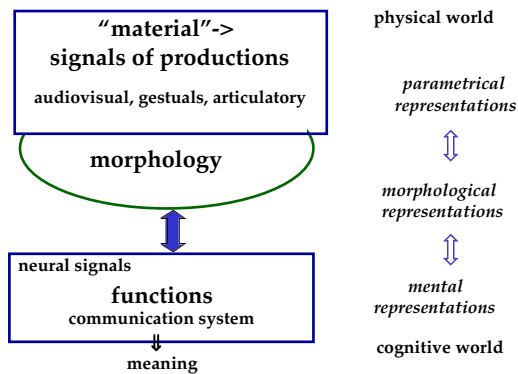 “material”->
signals of productions
audiovisual, gestuals, articulatory
morphology
neural signals
functions
communication system
meaning
physical world
parametrical
representations
morphological
representations
mental
representations
cognitive world